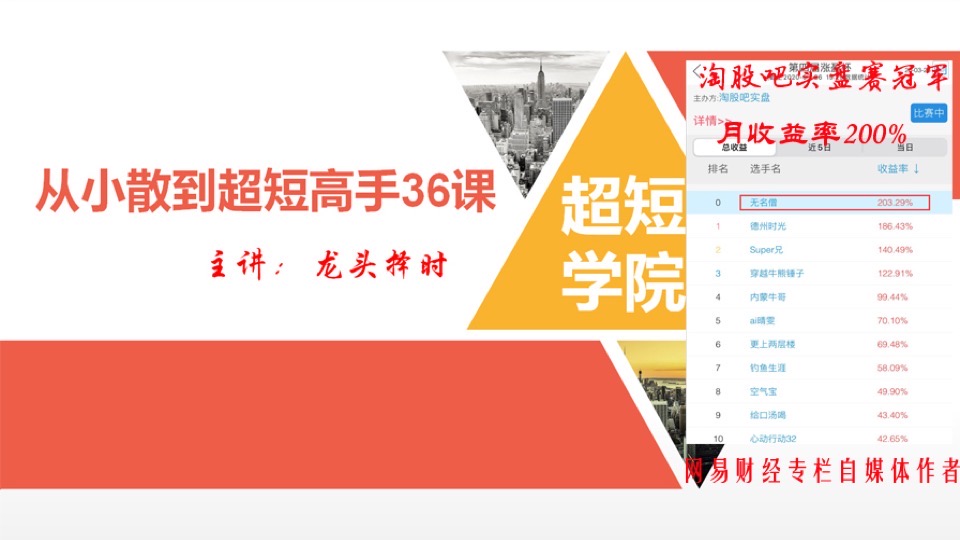 从小散到超短高手36课
主讲：龙头择时
超短
学院
淘股吧实盘赛冠军
主办方:淘股吧实盘
比赛中
详情>>
月收益率200%
总收益 近5日 当日
排名 选手名 收益率↓
0 无名僧 203.29%
1 德州时光 186.43%
2 Super兄 140.49%
3 穿越牛熊锤子 122.91%
4 内蒙牛哥 99.44%
5 ai晴雯 70.10%
6 更上两层楼 69.48%
7 钓鱼生涯 58.09%
8 空气宝 49.90%
9 给口汤喝 43.40%
10 心动行动32 42.65%
网易财经专栏自媒体作者